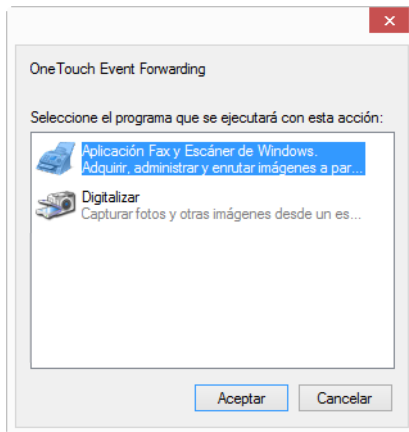 OneTouch Event Forwarding
Seleccione el programa que se ejecutará con esta acción:
Aplicación Fax y Escáner de Windows.
Adquirir, administrar y enrutar imágenes a par...
Digitalizar
Capturar fotos y otras imágenes desde un es...
Aceptar
Cancelar